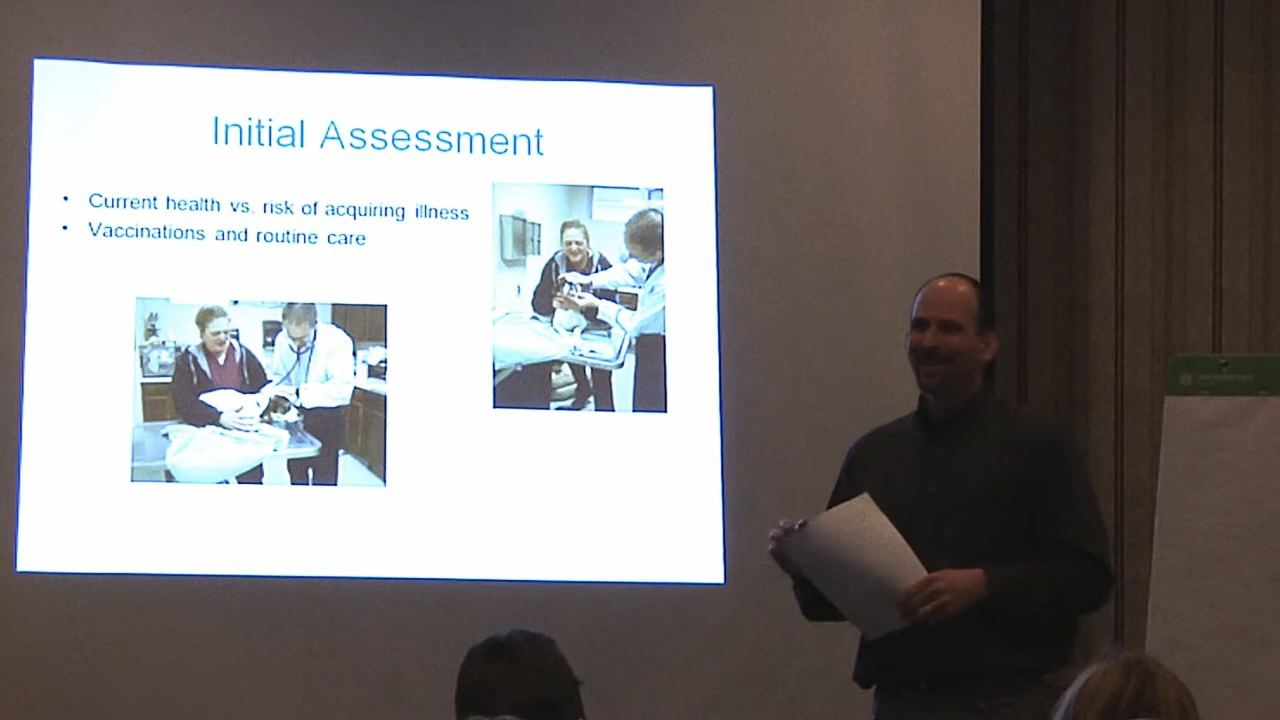 Initial Assessment
• Current health vs. risk of acquiring illness
• Vaccinations and routine care